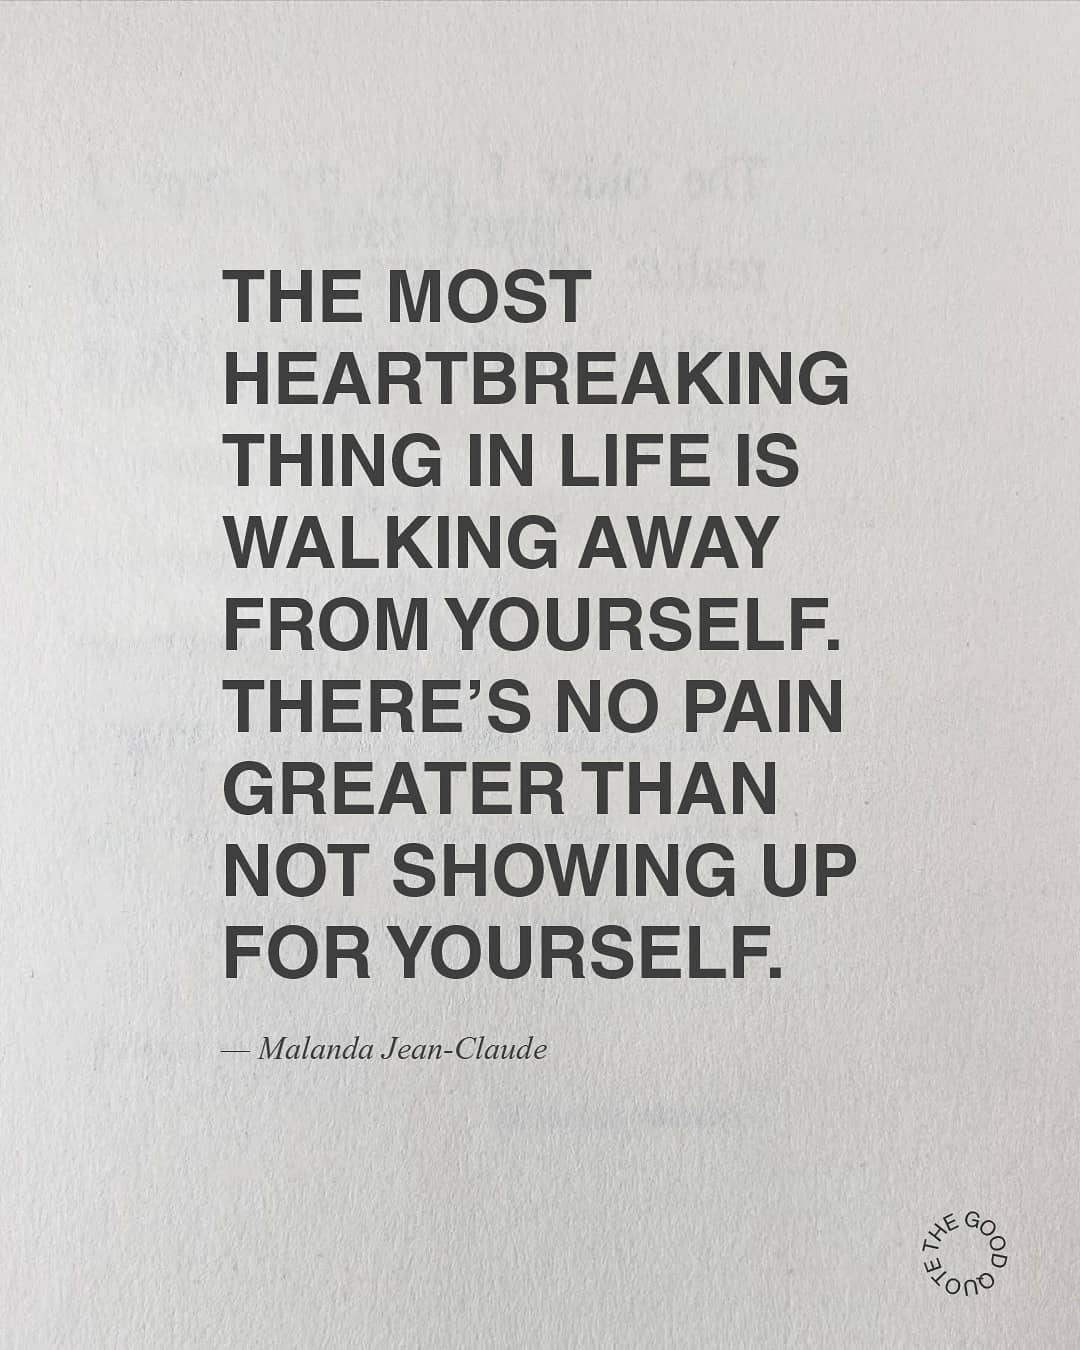 THE MOST
HEARTBREAKING
THING IN LIFE IS
WALKING AWAY
FROM YOURSELF.
THERE’S NO PAIN
GREATER THAN
NOT SHOWING UP
FOR YOURSELF.
— Malanda Jean-Claude
THE GOOD QUOTE